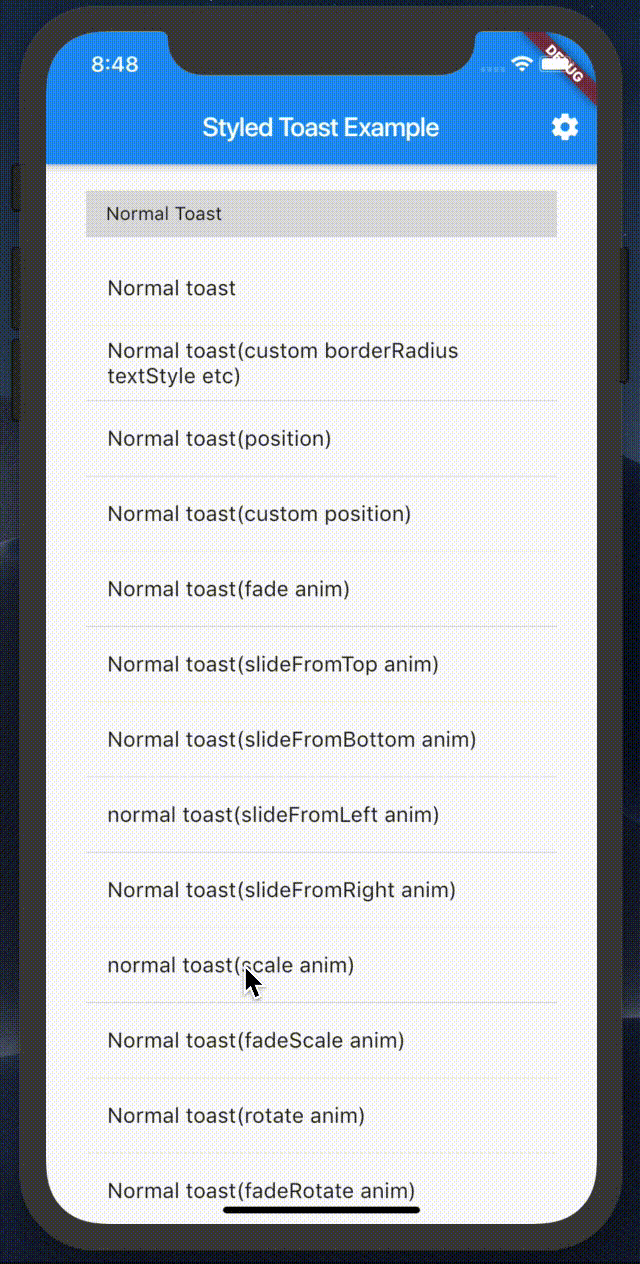 8:48
DEBUG
Styled Toast Example
Normal Toast
Normal toast
Normal toast(custom borderRadius
textStyle etc)
Normal toast(position)
Normal toast(custom position)
Normal toast(fade anim)
Normal toast(slideFromTop anim)
Normal toast(slideFromBottom anim)
normal toast(slideFromLeft anim)
Normal toast(slideFromRight anim)
normal toast(scale anim)
Normal toast(fadeScale anim)
Normal toast(rotate anim)
Normal toast(fadeRotate anim)